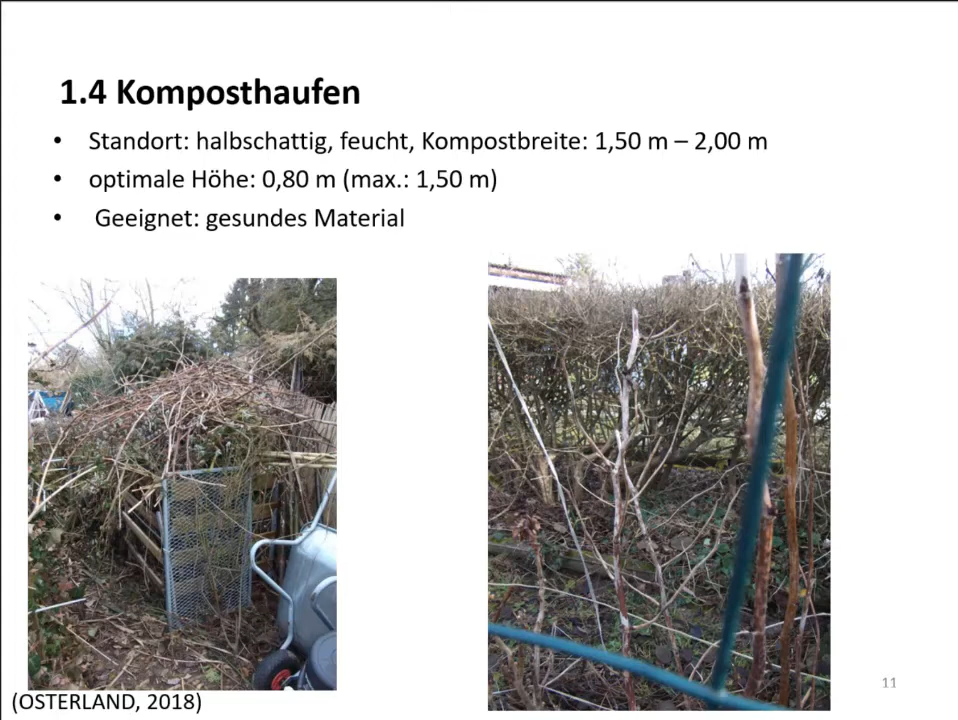 1.4 Komposthaufen
• Standort: halbschattig, feucht, Kompostbreite: 1,50 m – 2,00 m
• optimale Höhe: 0,80 m (max.: 1,50 m)
• Geeignet: gesundes Material
11
(OSTERLAND, 2018)